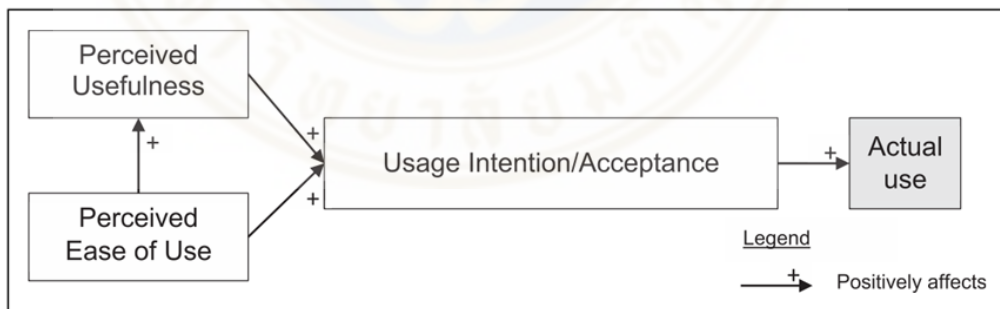 Perceived
Usefulness
+
+
+
Perceived
Ease of Use
Usage Intention/Acceptance
+
Actual
use
Legend
+
Positively affects